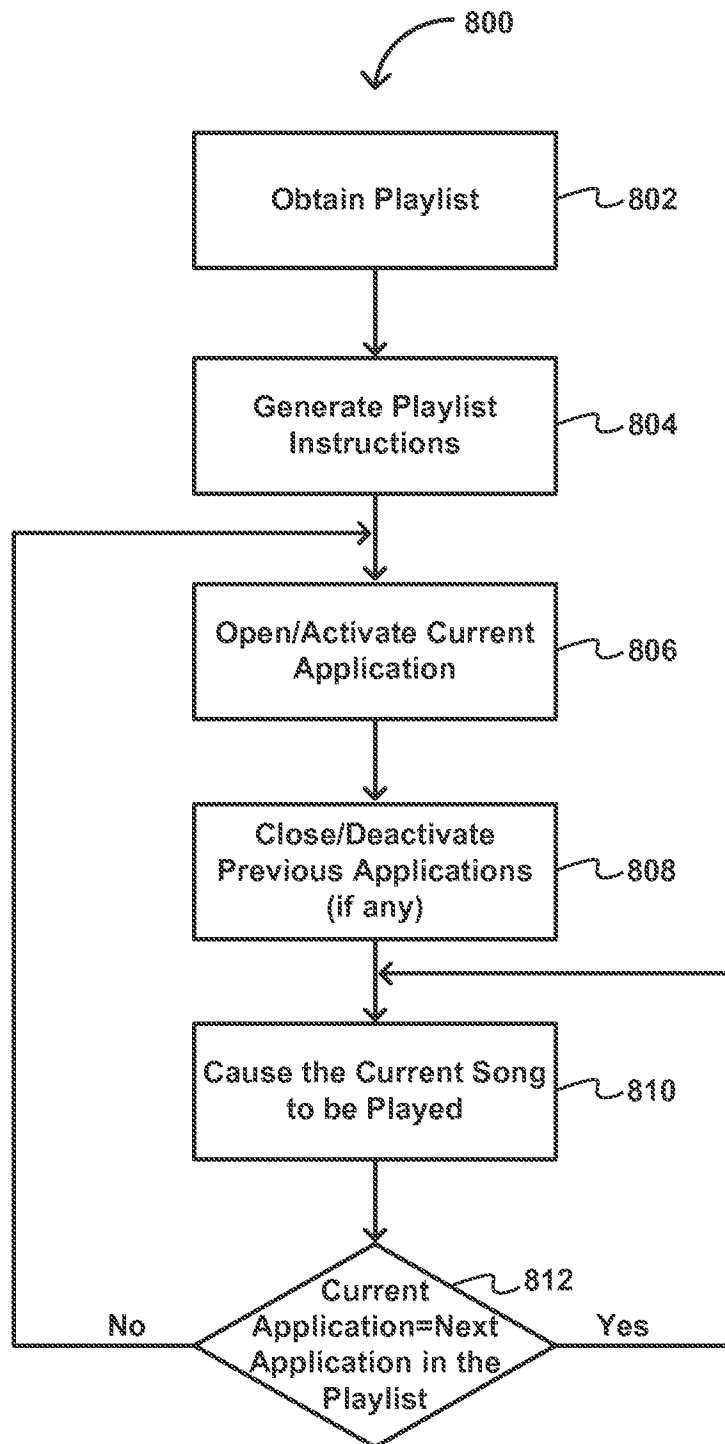 800
Obtain Playlist
802
Generate Playlist
Instructions
804
Open/Activate Current
Application
806
Close/Deactivate
Previous Applications
(if any)
808
Cause the Current Song
to be Played
810
812
Current
Application=Next
Application in the
Playlist
No
Yes